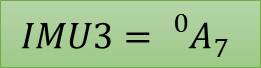 IMU3 = ⁰A₇